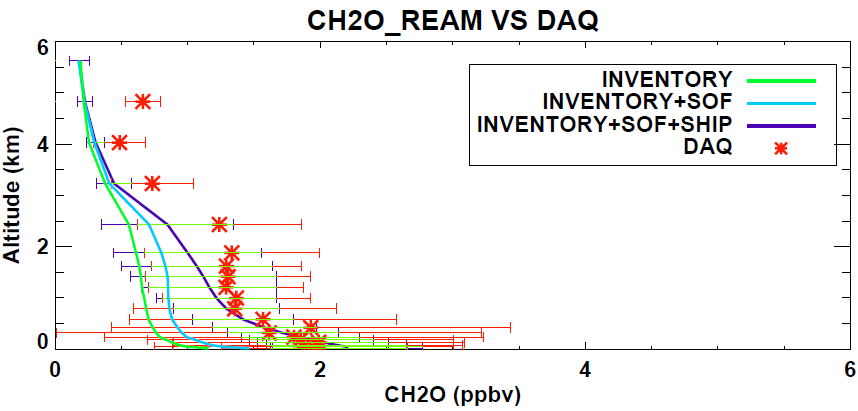 CH2O_REAM VS DAQ
6
INVENTORY
INVENTORY+SOF
INVENTORY+SOF+SHIP
DAQ
4
Altitude (km)
2
0
0 2 4 6
CH2O (ppbv)